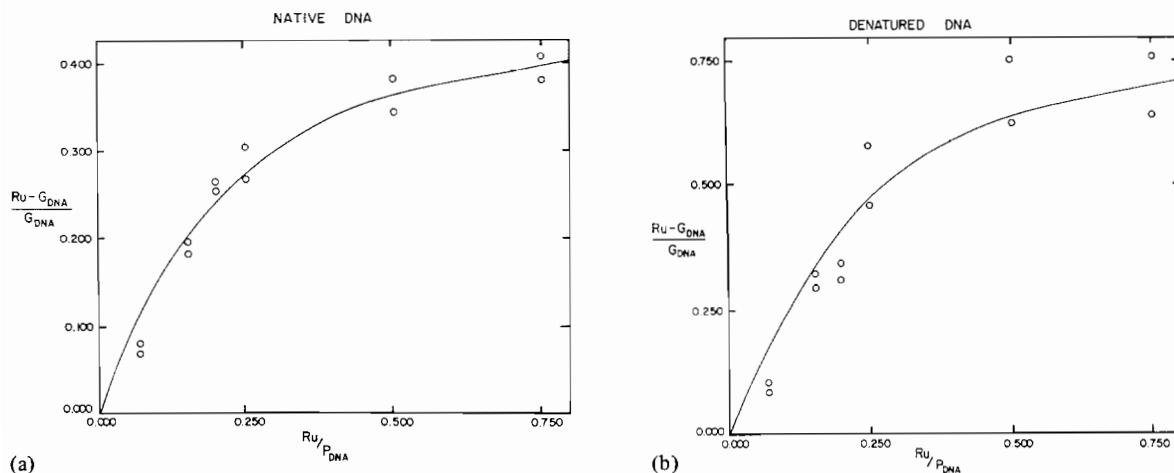 NATIVE DNA
0.400
0.300
0.200
0.100
0.000
Ru-G_DNA
G_DNA
0.000 0.250 0.500 0.750
Ru/P_DNA
(a)
DENATURED DNA
0.750
0.500
0.250
0.000
Ru-G_DNA
G_DNA
0.000 0.250 0.500 0.750
Ru/P_DNA
(b)